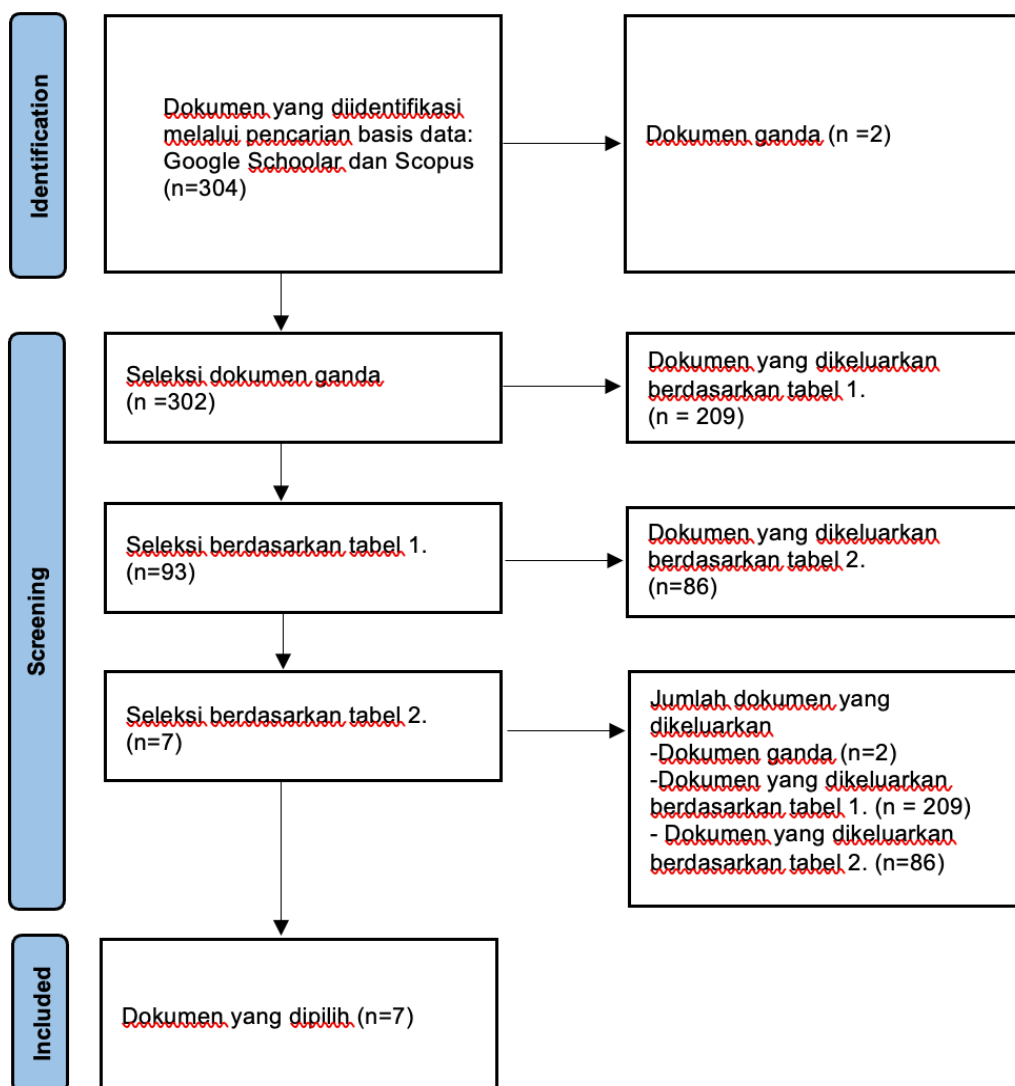 Identification
Dokumen yang diidentifikasi
melalui pencarian basis data:
Google Schoolar dan Scopus
(n=304)
Dokumen ganda (n =2)
Screening
Seleksi dokumen ganda
(n =302)
Dokumen yang dikeluarkan
berdasarkan tabel 1.
(n = 209)
Seleksi berdasarkan tabel 1.
(n=93)
Dokumen yang dikeluarkan
berdasarkan tabel 2.
(n=86)
Seleksi berdasarkan tabel 2.
(n=7)
Jumlah dokumen yang
dikeluarkan
-Dokumen ganda (n=2)
-Dokumen yang dikeluarkan
berdasarkan tabel 1. (n = 209)
- Dokumen yang dikeluarkan
berdasarkan tabel 2. (n=86)
Included
Dokumen yang dipilih (n=7)